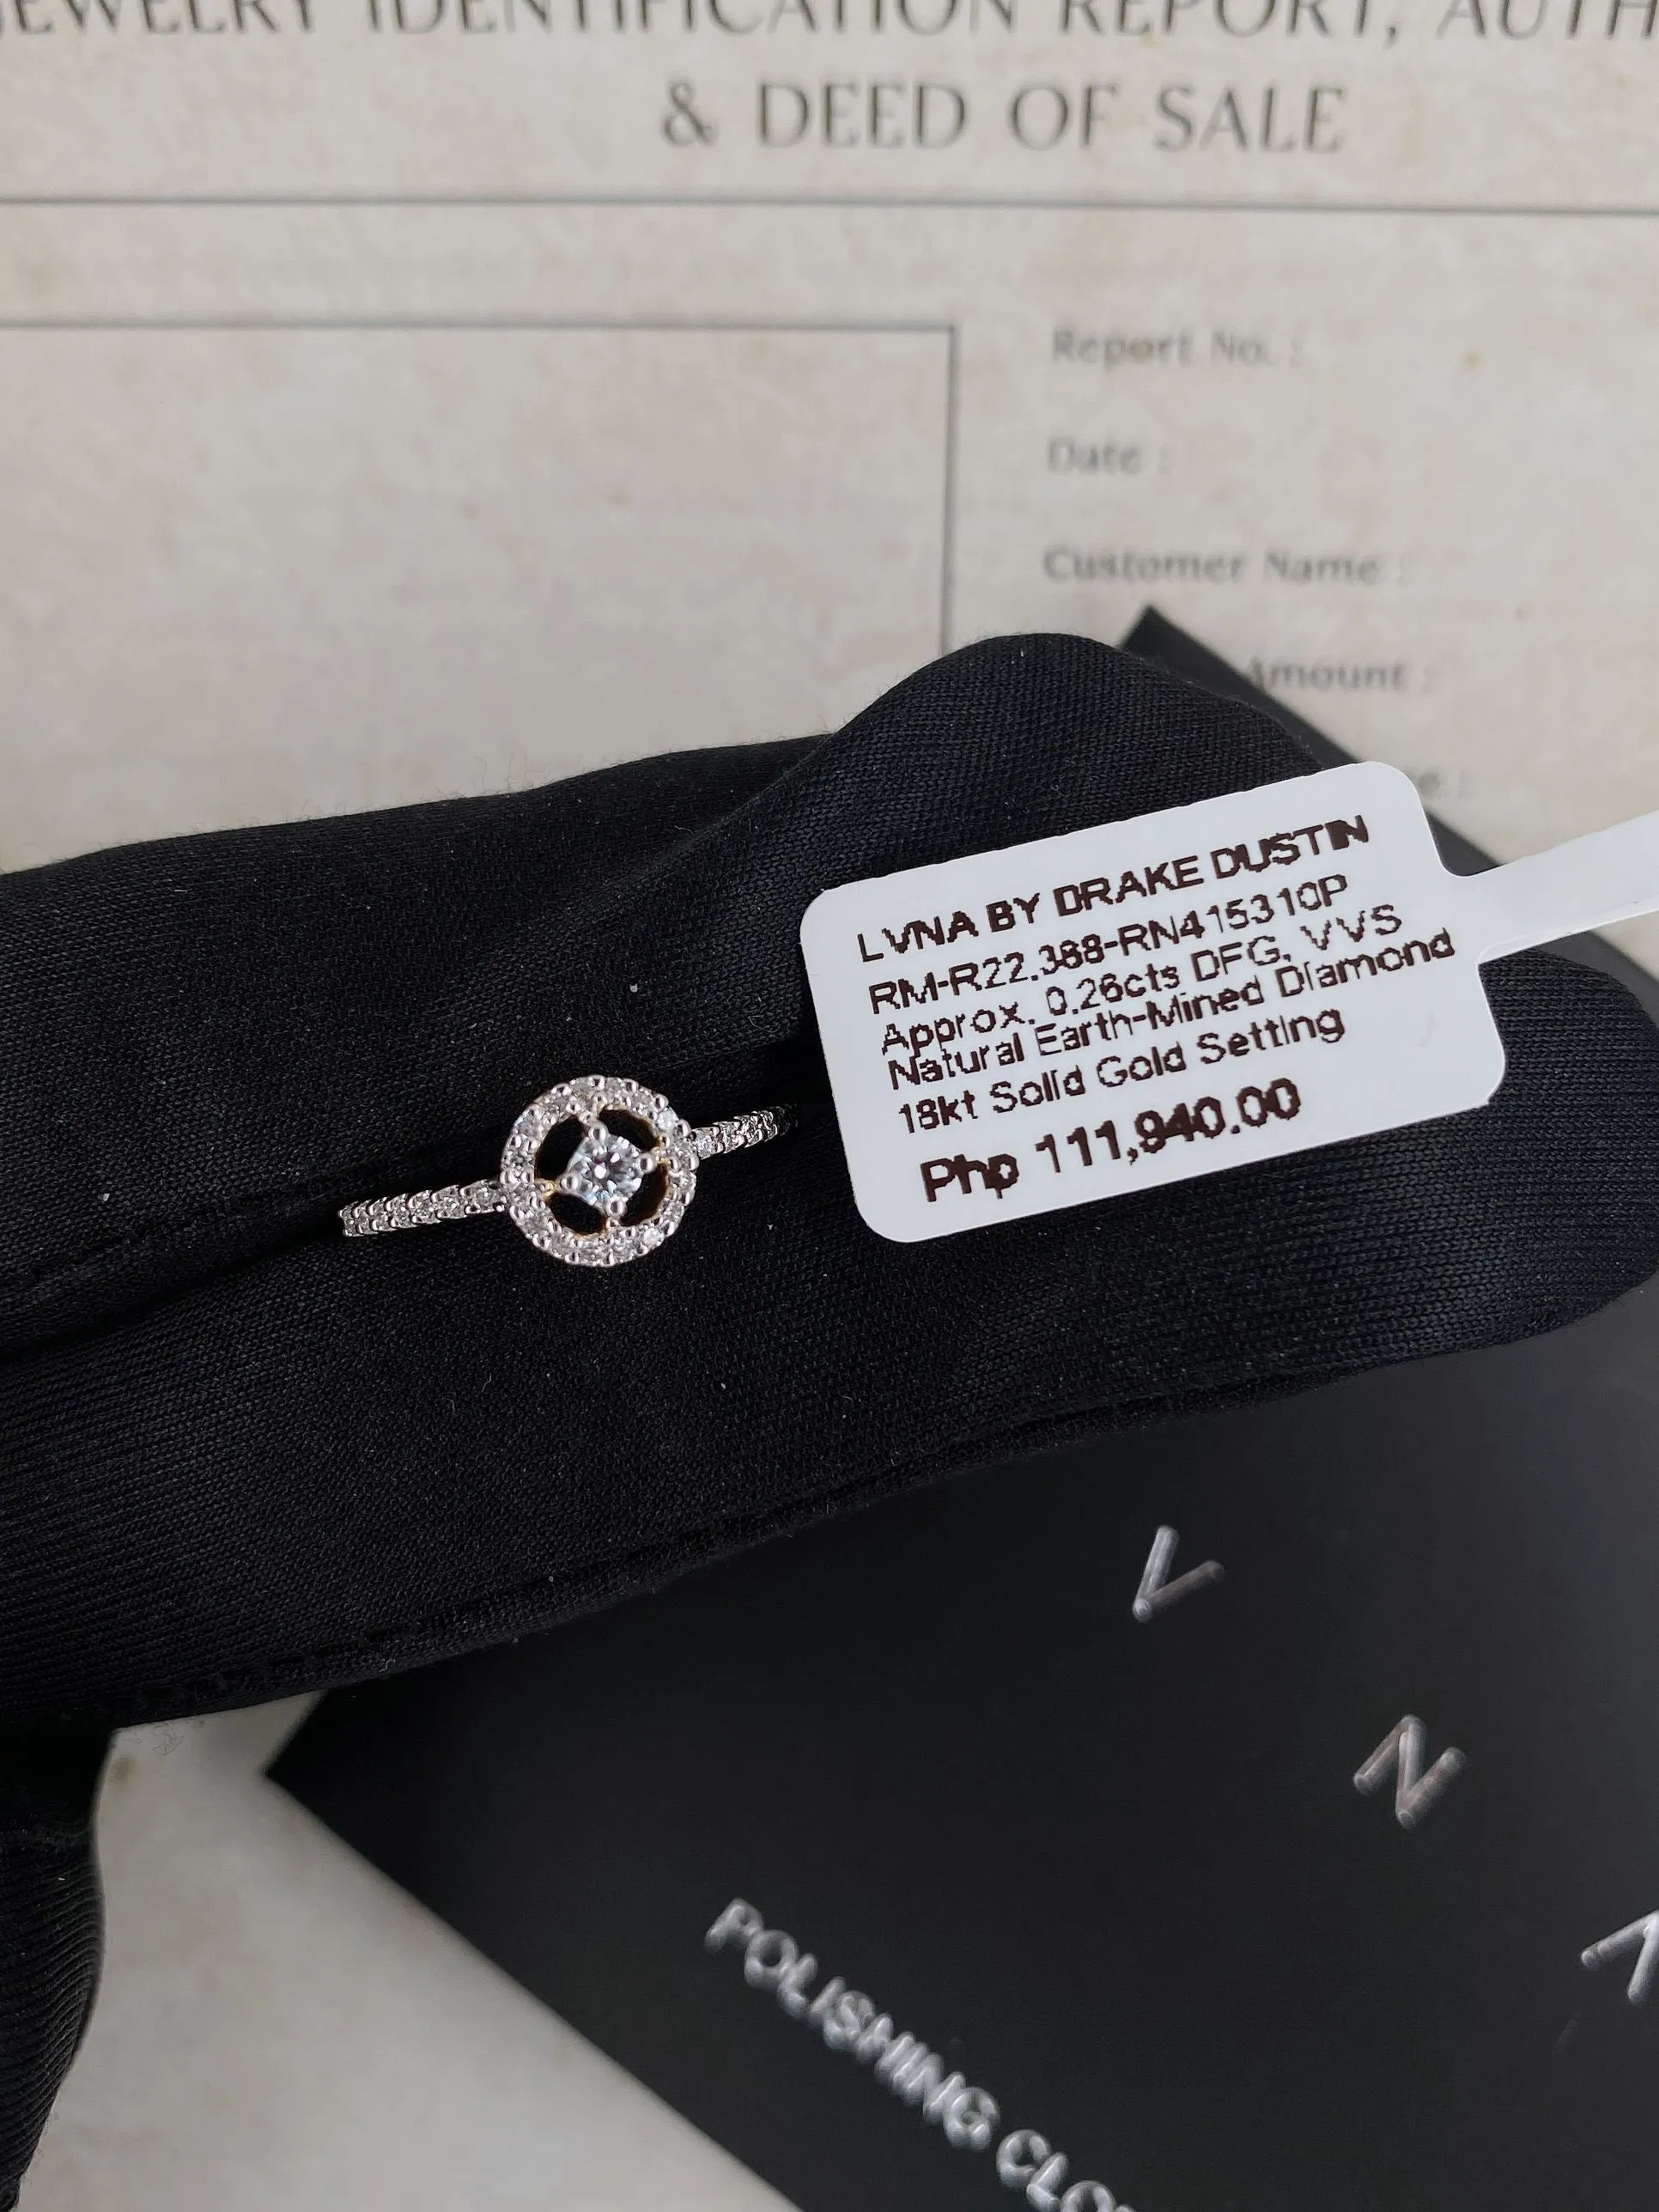 JEWELRY IDENTIFICATION REPORT, AUTH
& DEED OF SALE
Report No. :
Date :
Customer Name :
Amount :
LVNA BY DRAKE DUSTIN
RM-R22.388-RN415310P
Approx. 0.26cts DFG, VVS
Natural Earth-Mined Diamond
18kt Solid Gold Setting
Php 111,940.00
V
N
A
POLISHING CLO